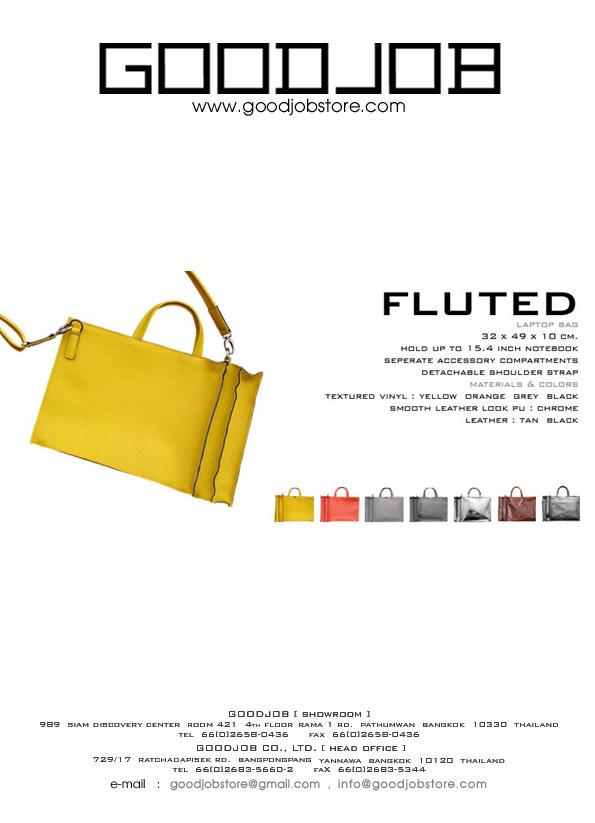 GOODJOB
www.goodjobstore.com
FLUTED
LAPTOP BAG
32 x 49 x 10 CM.
HOLD UP TO 15.4 INCH NOTEBOOK
SEPERATE ACCESSORY COMPARTMENTS
DETACHABLE SHOULDER STRAP
MATERIALS & COLORS
TEXTURED VINYL : YELLOW ORANGE GREY BLACK
SMOOTH LEATHER LOOK PU : CHROME
LEATHER : TAN BLACK
GOODJOB [ SHOWROOM ]
989 SIAM DISCOVERY CENTER ROOM 421 4TH FLOOR RAMA 1 RD. PATHUMWAN BANGKOK 10330 THAILAND
TEL 66(0)2658-0436 FAX 66(0)2658-0436
GOODJOB CO., LTD. [ HEAD OFFICE ]
729/17 RATCHADAPISEK RD. BANGPONGPANG YANNAWA BANGKOK 10120 THAILAND
TEL 66(0)2683-5660-2 FAX 66(0)2683-5344
e-mail : goodjobstore@gmail.com , info@goodjobstore.com